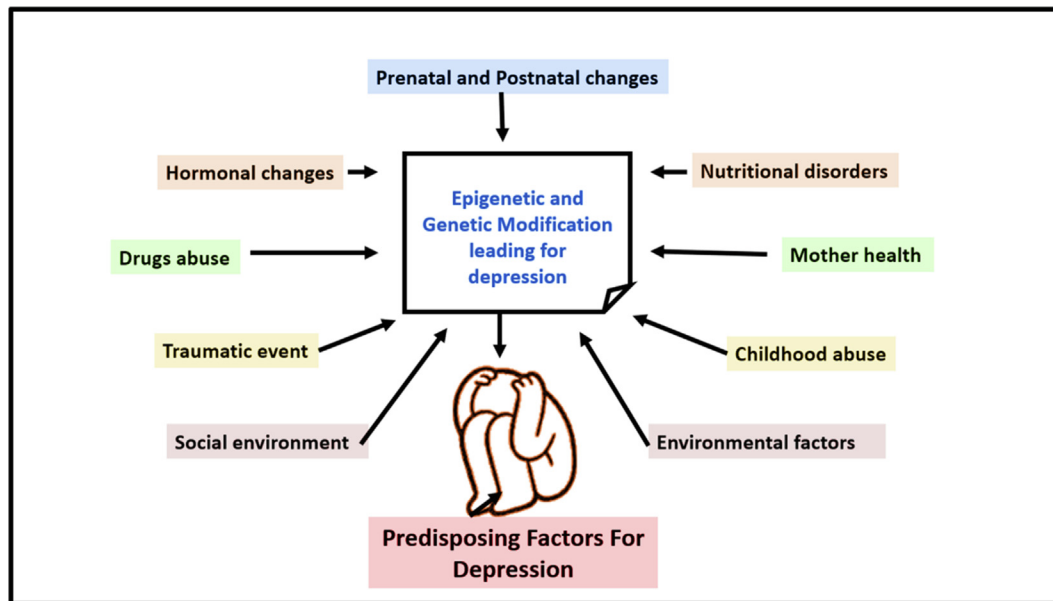 Prenatal and Postnatal changes
Hormonal changes
Nutritional disorders
Epigenetic and
Genetic Modification
leading for
depression
Drugs abuse
Mother health
Traumatic event
Childhood abuse
Social environment
Environmental factors
Predisposing Factors For
Depression